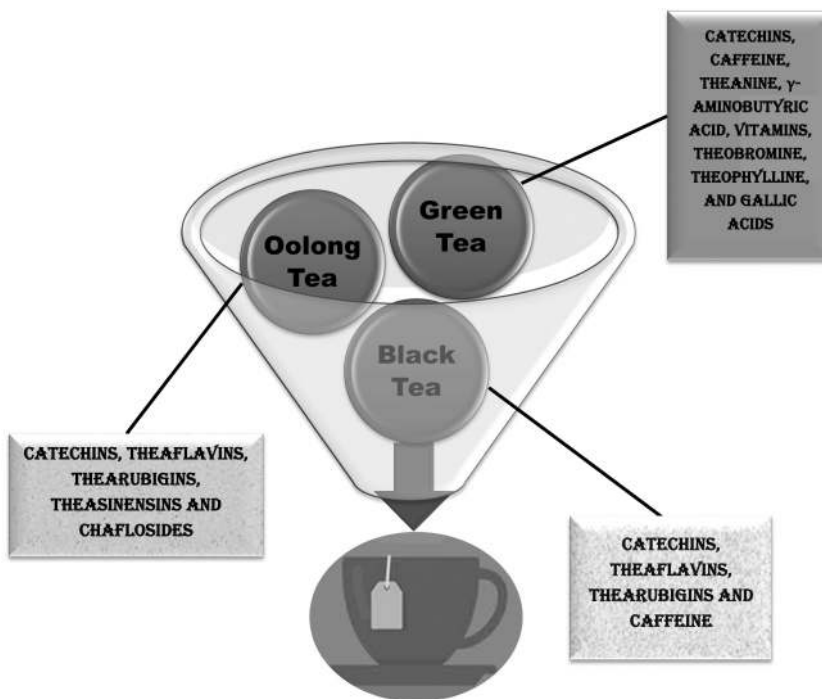 CATECHINS,
CAFFEINE,
THEANINE, γ-
AMINOBUTYRIC
ACID, VITAMINS,
THEOBROMINE,
THEOPHYLLINE,
AND GALLIC
ACIDS
Green
Tea
Oolong
Tea
Black
Tea
CATECHINS, THEAFLAVINS,
THEARUBIGINS,
THEASINENSINS AND
CHAFLOSIDES
CATECHINS,
THEAFLAVINS,
THEARUBIGINS AND
CAFFEINE